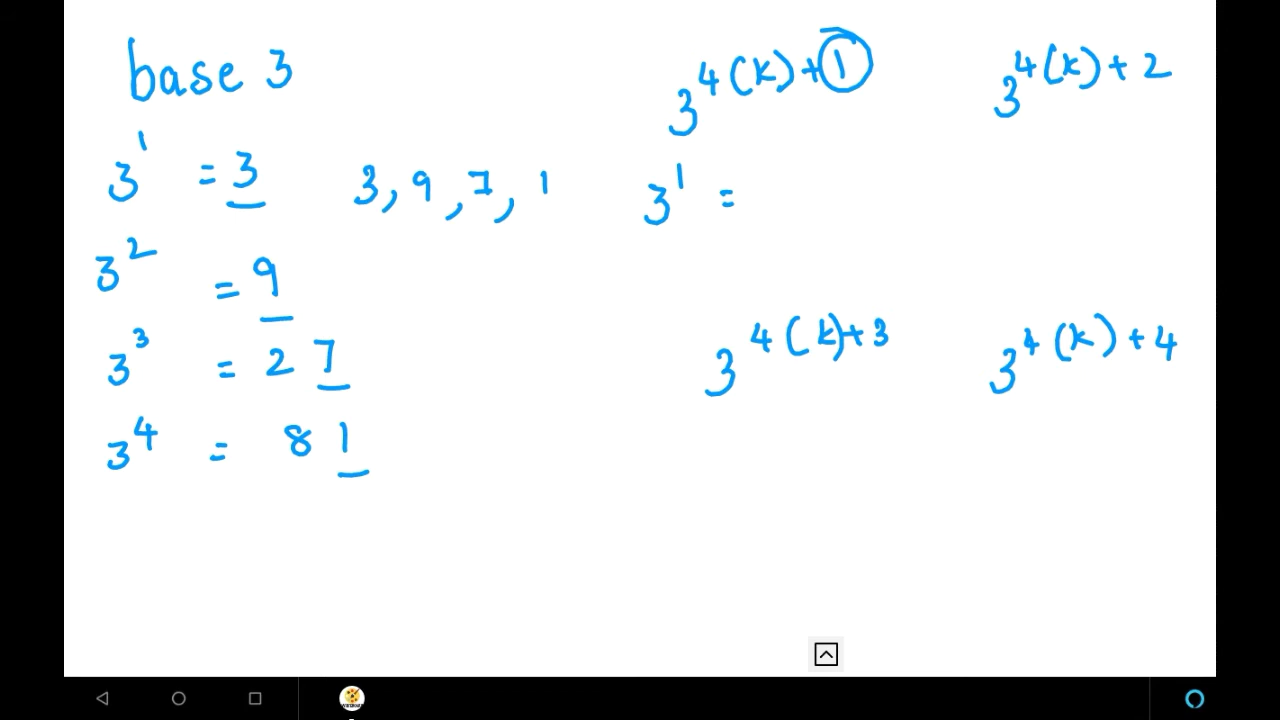 base 3
3^1 = 3
3, 9, 7, 1
3^2 = 9
3^3 = 27
3^4 = 81
3^4(k)+1
3^4(k)+2
3^1 =
3^4(k)+3
3^4(k)+4